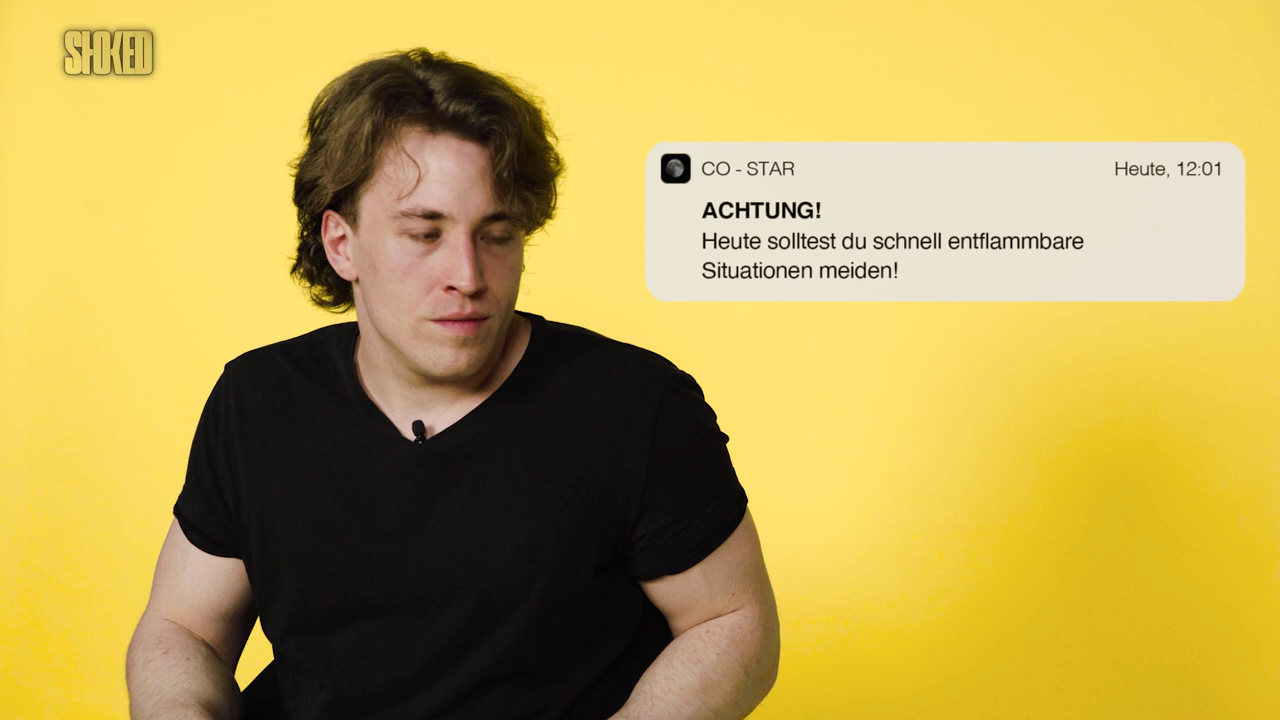 SHOKED
CO - STAR
Heute, 12:01
ACHTUNG!
Heute solltest du schnell entflammbare
Situationen meiden!